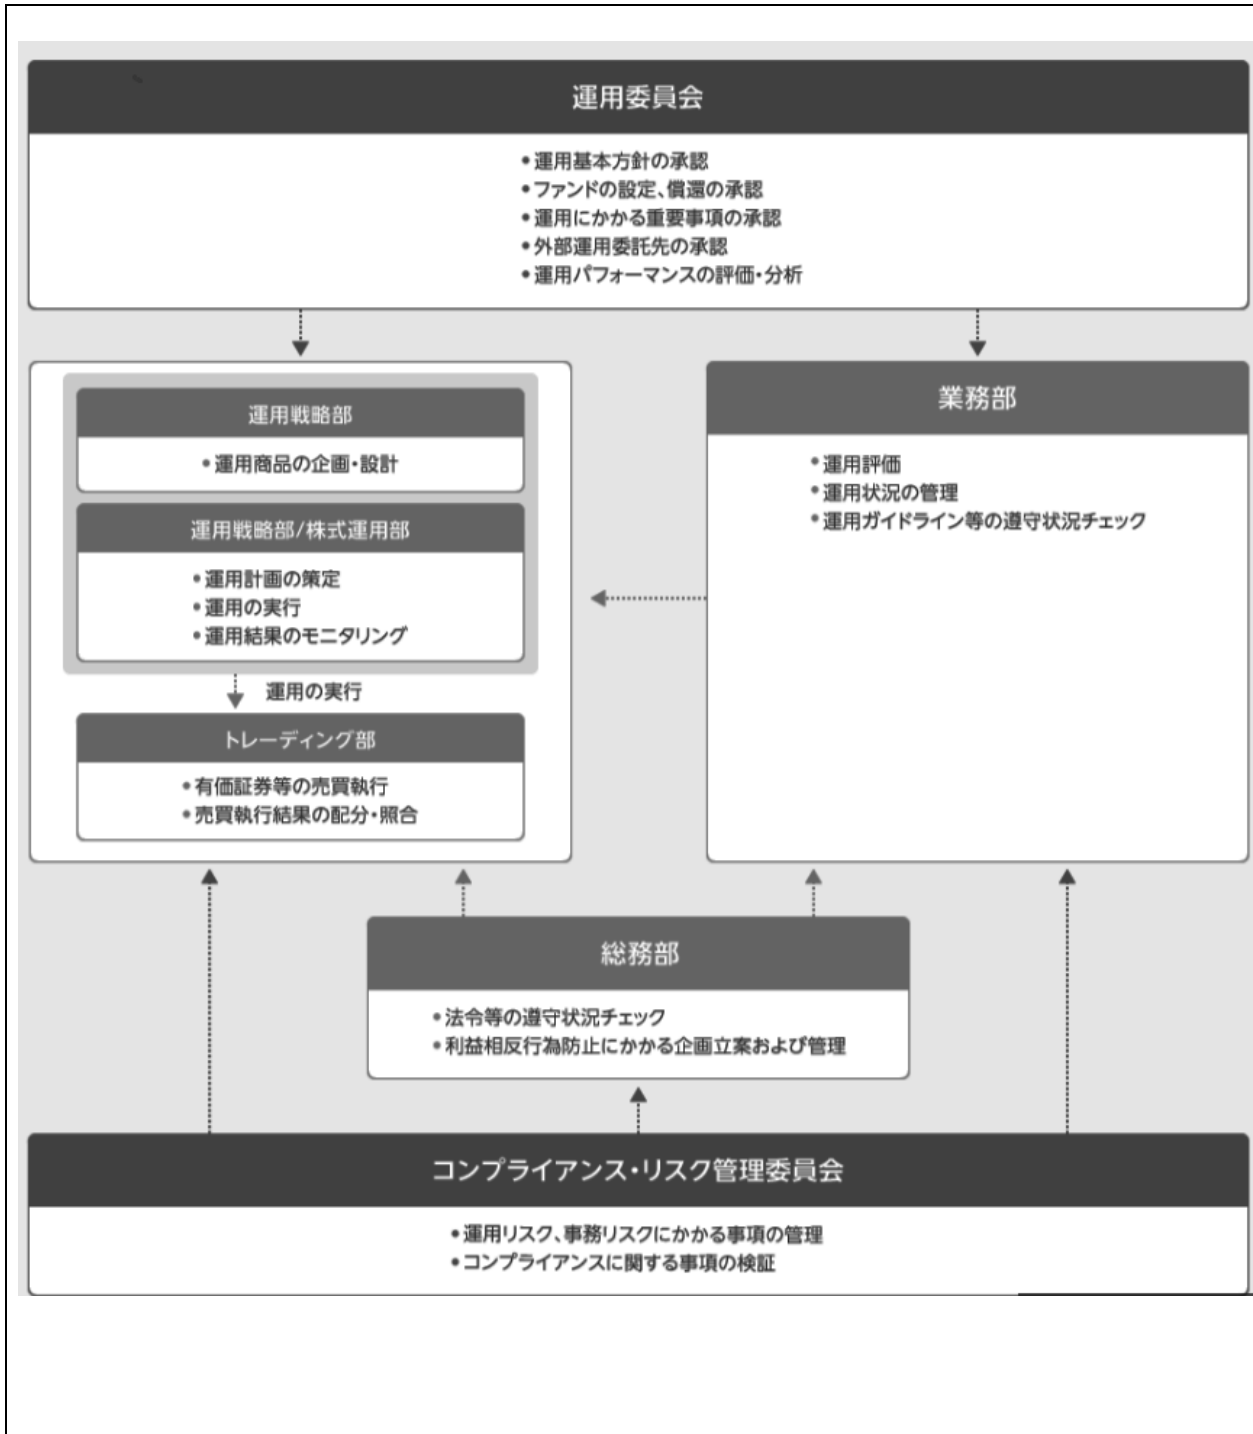 運用委員会
•運用基本方針の承認
•ファンドの設定、償還の承認
•運用にかかる重要事項の承認
•外部運用委託先の承認
•運用パフォーマンスの評価・分析
運用戦略部
•運用商品の企画・設計
運用戦略部/株式運用部
•運用計画の策定
•運用の実行
•運用結果のモニタリング
運用の実行
トレーディング部
•有価証券等の売買執行
•売買執行結果の配分・照合
業務部
•運用評価
•運用状況の管理
•運用ガイドライン等の遵守状況チェック
総務部
•法令等の遵守状況チェック
•利益相反行為防止にかかる企画立案および管理
コンプライアンス・リスク管理委員会
•運用リスク、事務リスクにかかる事項の管理
•コンプライアンスに関する事項の検証